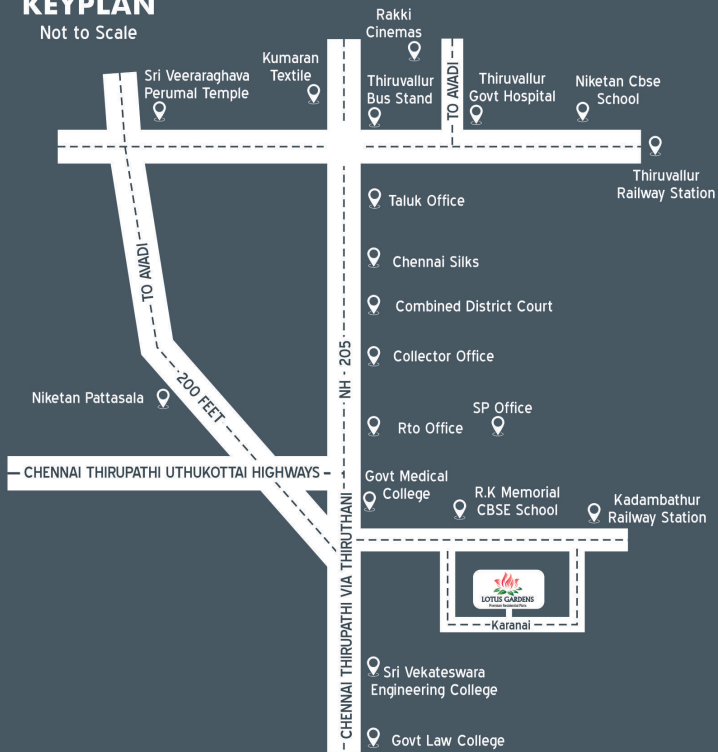 KEYPLAN
Not to Scale
Rakki
Cinemas
Kumaran
Textile
Sri Veeraraghava
Perumal Temple
Thiruvallur
Bus Stand
TO AVADI
Thiruvallur
Govt Hospital
Niketan Cbse
School
Thiruvallur
Railway Station
Taluk Office
Chennai Silks
TO AVADI
Combined District Court
NH - 205
Collector Office
200 FEET
Niketan Pattasala
SP Office
Rto Office
CHENNAI THIRUPATHI UTHUKOTTAI HIGHWAYS
Govt Medical
College
R.K Memorial
CBSE School
Kadambathur
Railway Station
CHENNAI THIRUPATHI VIA THIRUTHANI
LOTUS GARDENS
Premium Residential Plots
Karanai
Sri Vekateswara
Engineering College
Govt Law College